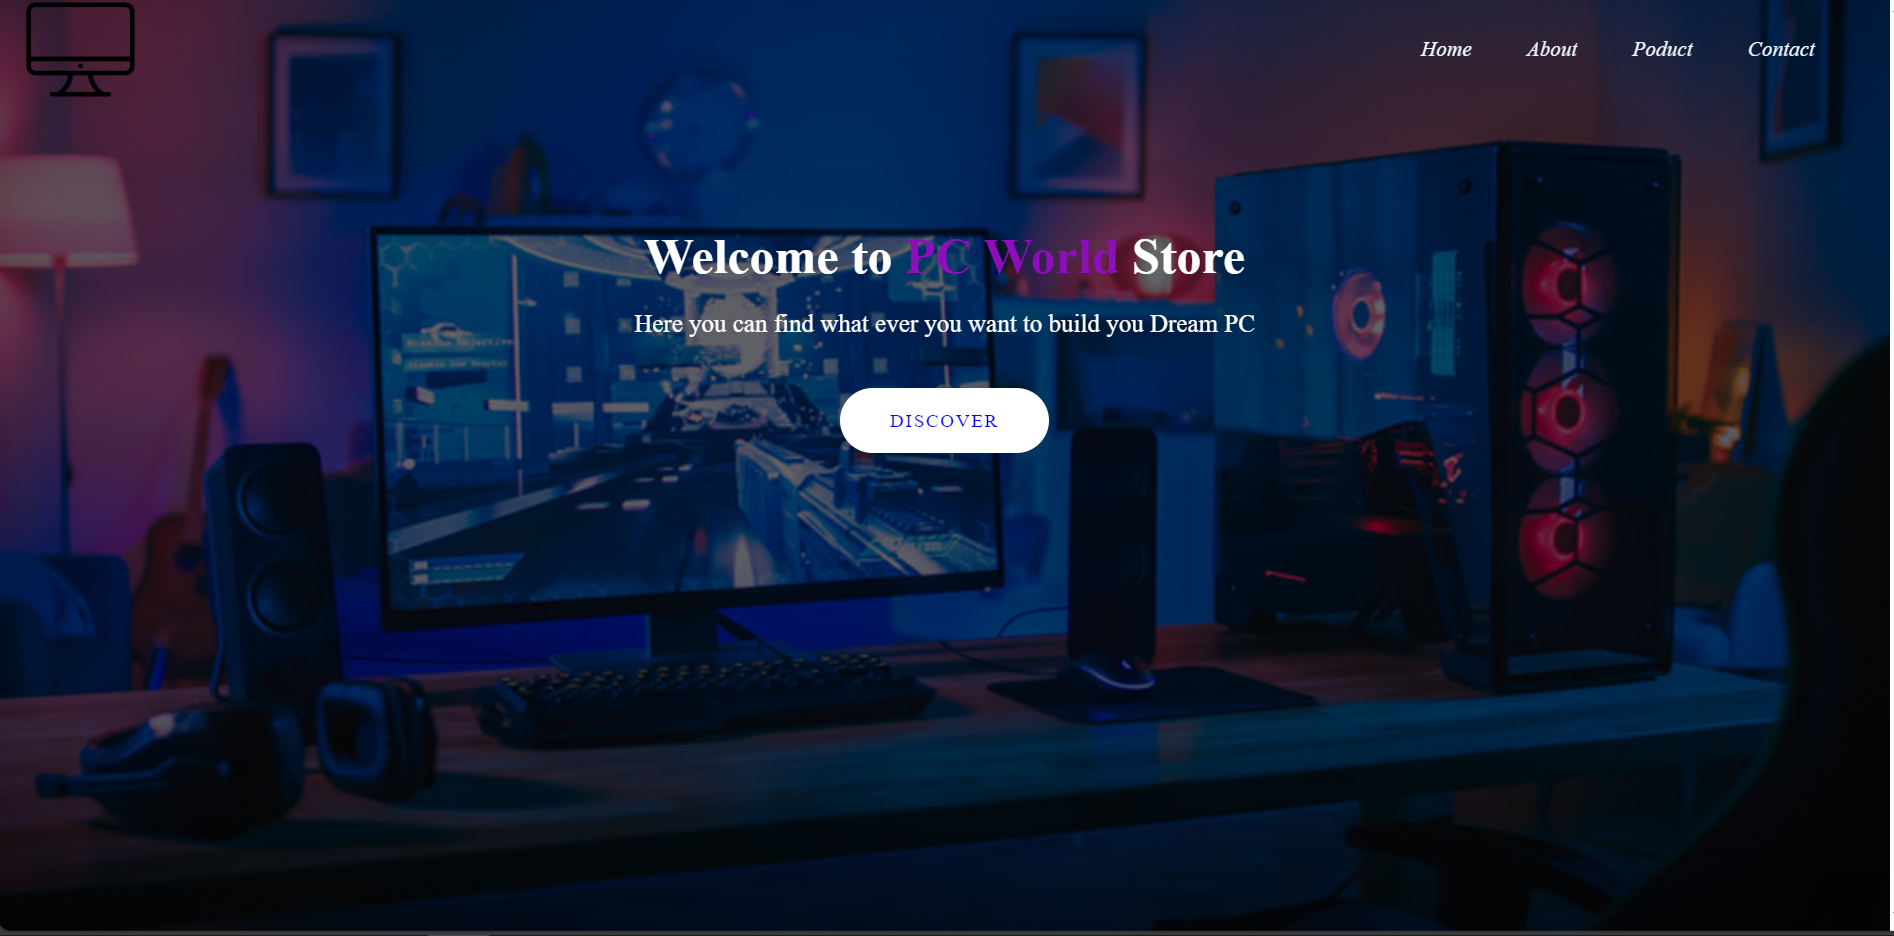 Home About Poduct Contact
Welcome to PC World Store
Here you can find what ever you want to build you Dream PC
DISCOVER